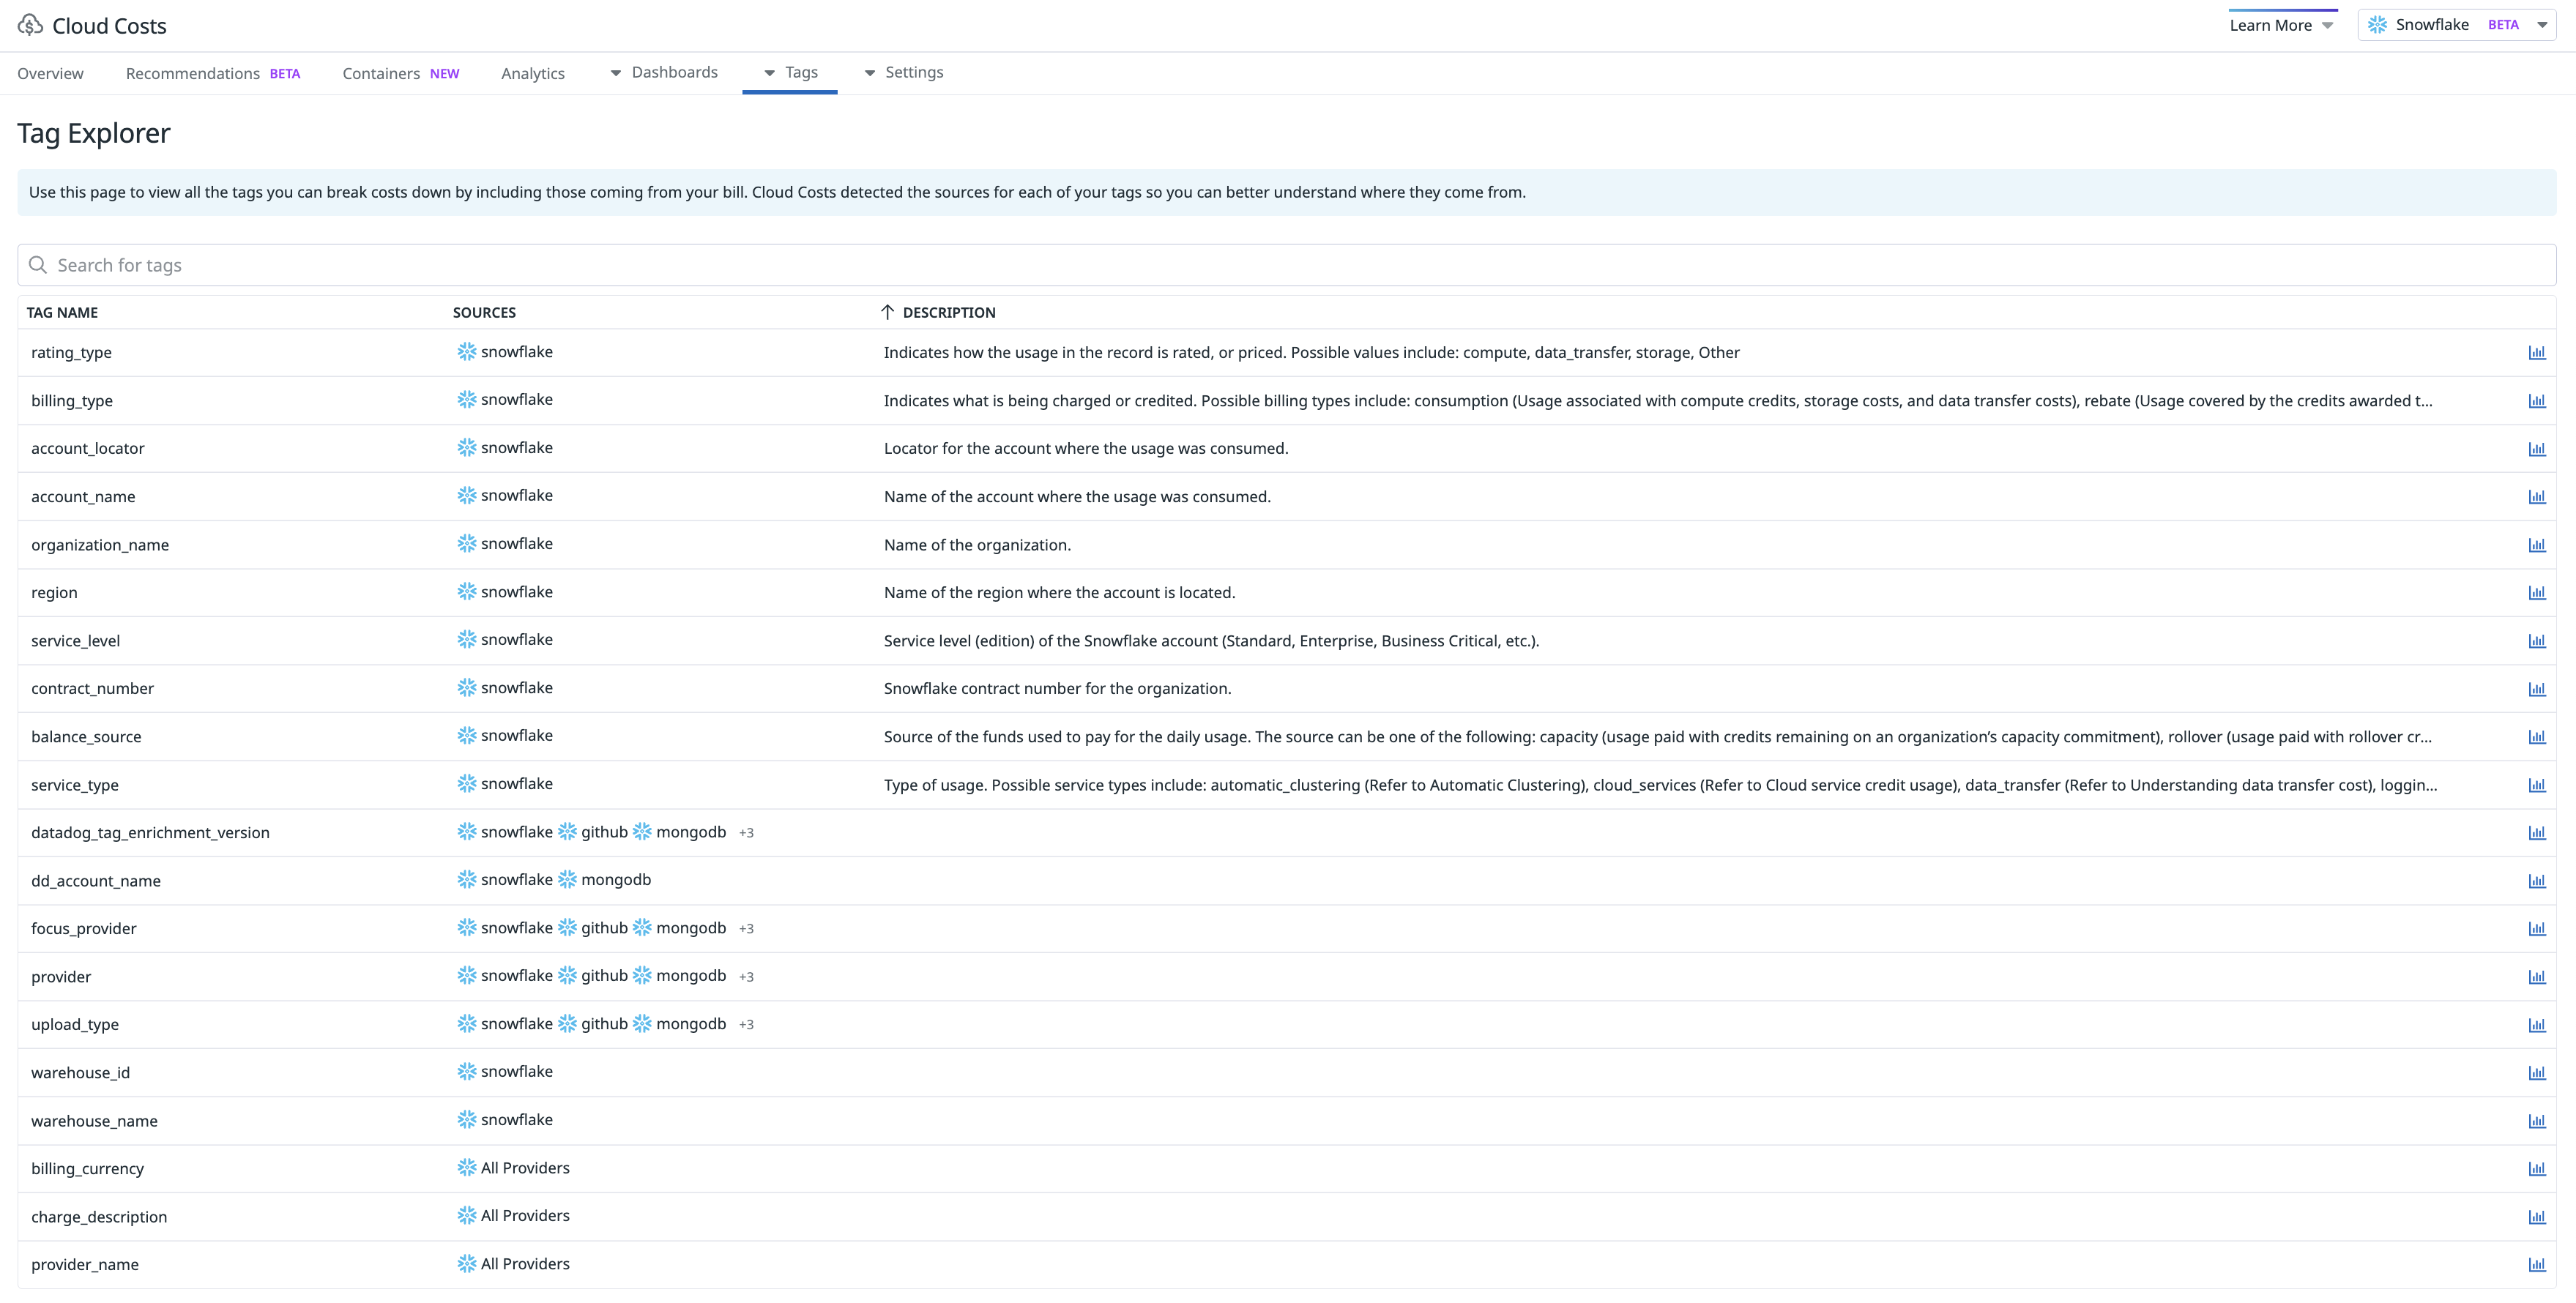 Cloud Costs
Learn More
Snowflake BETA
Overview Recommendations BETA Containers NEW Analytics Dashboards Tags Settings
Tag Explorer
Use this page to view all the tags you can break costs down by including those coming from your bill. Cloud Costs detected the sources for each of your tags so you can better understand where they come from.
Search for tags
TAG NAME SOURCES DESCRIPTION
rating_type snowflake Indicates how the usage in the record is rated, or priced. Possible values include: compute, data_transfer, storage, Other
billing_type snowflake Indicates what is being charged or credited. Possible billing types include: consumption (Usage associated with compute credits, storage costs, and data transfer costs), rebate (Usage covered by the credits awarded t...
account_locator snowflake Locator for the account where the usage was consumed.
account_name snowflake Name of the account where the usage was consumed.
organization_name snowflake Name of the organization.
region snowflake Name of the region where the account is located.
service_level snowflake Service level (edition) of the Snowflake account (Standard, Enterprise, Business Critical, etc.).
contract_number snowflake Snowflake contract number for the organization.
balance_source snowflake Source of the funds used to pay for the daily usage. The source can be one of the following: capacity (usage paid with credits remaining on an organization's capacity commitment), rollover (usage paid with rollover cr...
service_type snowflake Type of usage. Possible service types include: automatic_clustering (Refer to Automatic Clustering), cloud_services (Refer to Cloud service credit usage), data_transfer (Refer to Understanding data transfer cost), loggin...
datadog_tag_enrichment_version snowflake github mongodb +3
dd_account_name snowflake mongodb
focus_provider snowflake github mongodb +3
provider snowflake github mongodb +3
upload_type snowflake github mongodb +3
warehouse_id snowflake
warehouse_name snowflake
billing_currency All Providers
charge_description All Providers
provider_name All Providers